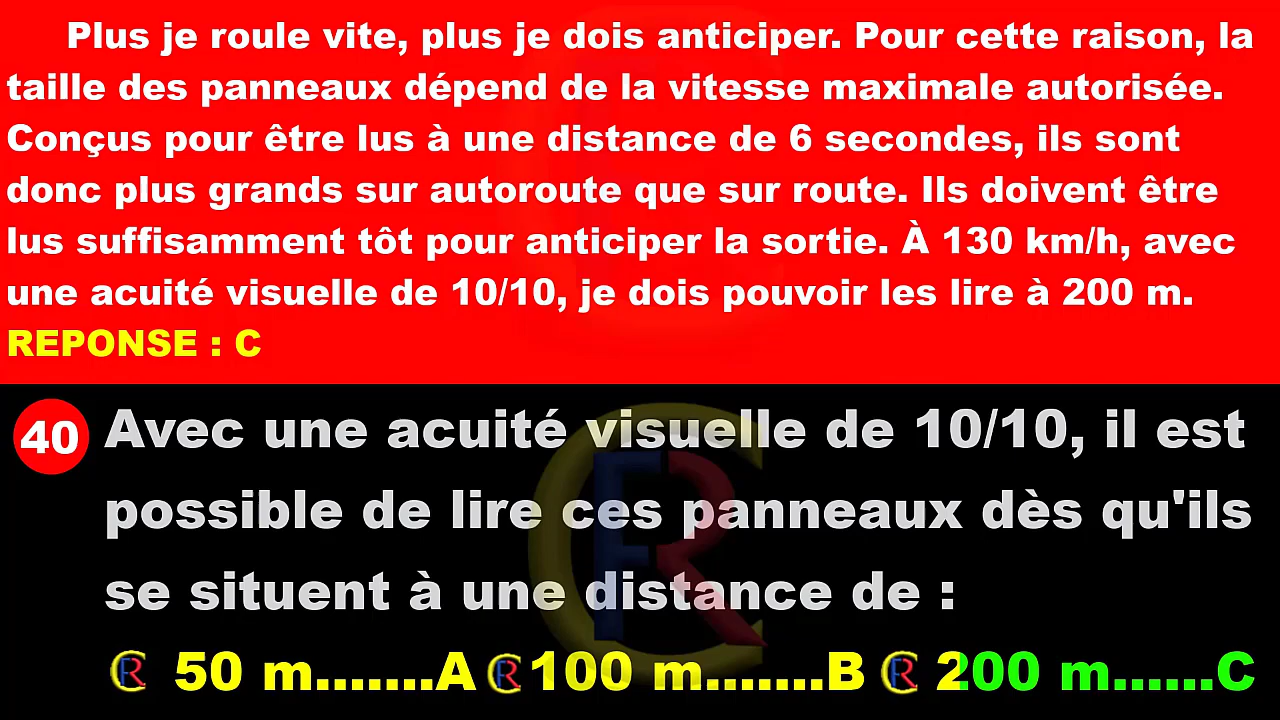 Plus je roule vite, plus je dois anticiper. Pour cette raison, la
taille des panneaux dépend de la vitesse maximale autorisée.
Conçus pour être lus à une distance de 6 secondes, ils sont
donc plus grands sur autoroute que sur route. Ils doivent être
lus suffisamment tôt pour anticiper la sortie. À 130 km/h, avec
une acuité visuelle de 10/10, je dois pouvoir les lire à 200 m.
REPONSE : C
40 Avec une acuité visuelle de 10/10, il est
possible de lire ces panneaux dès qu'ils
se situent à une distance de :
CFR 50 m.......A CFR 100 m.......B CFR 200 m......C